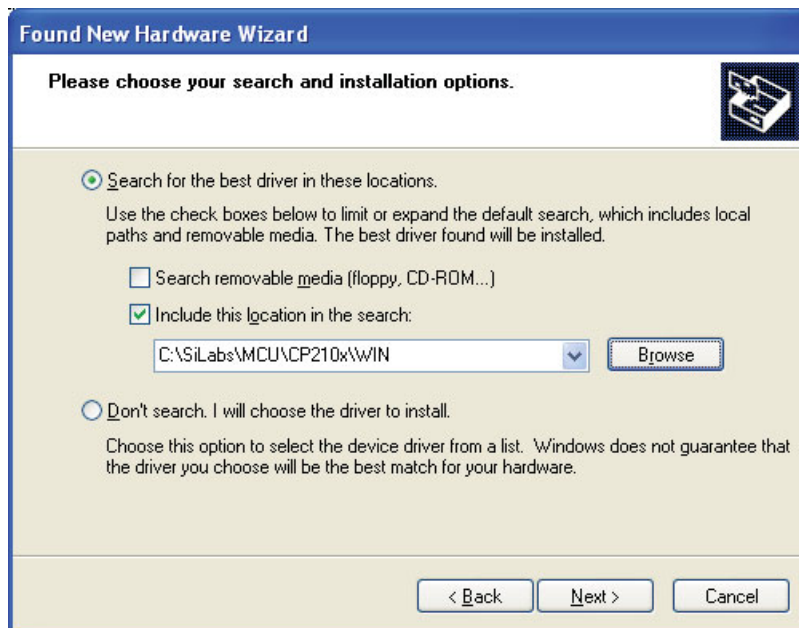 Found New Hardware Wizard
Please choose your search and installation options.
Search for the best driver in these locations.
Use the check boxes below to limit or expand the default search, which includes local
paths and removable media. The best driver found will be installed.
Search removable media (floppy, CD-ROM...)
Include this location in the search:
C:\SiLabs\MCU\CP210x\WIN
Browse
Don't search. I will choose the driver to install.
Choose this option to select the device driver from a list. Windows does not guarantee that
the driver you choose will be the best match for your hardware.
< Back
Next >
Cancel